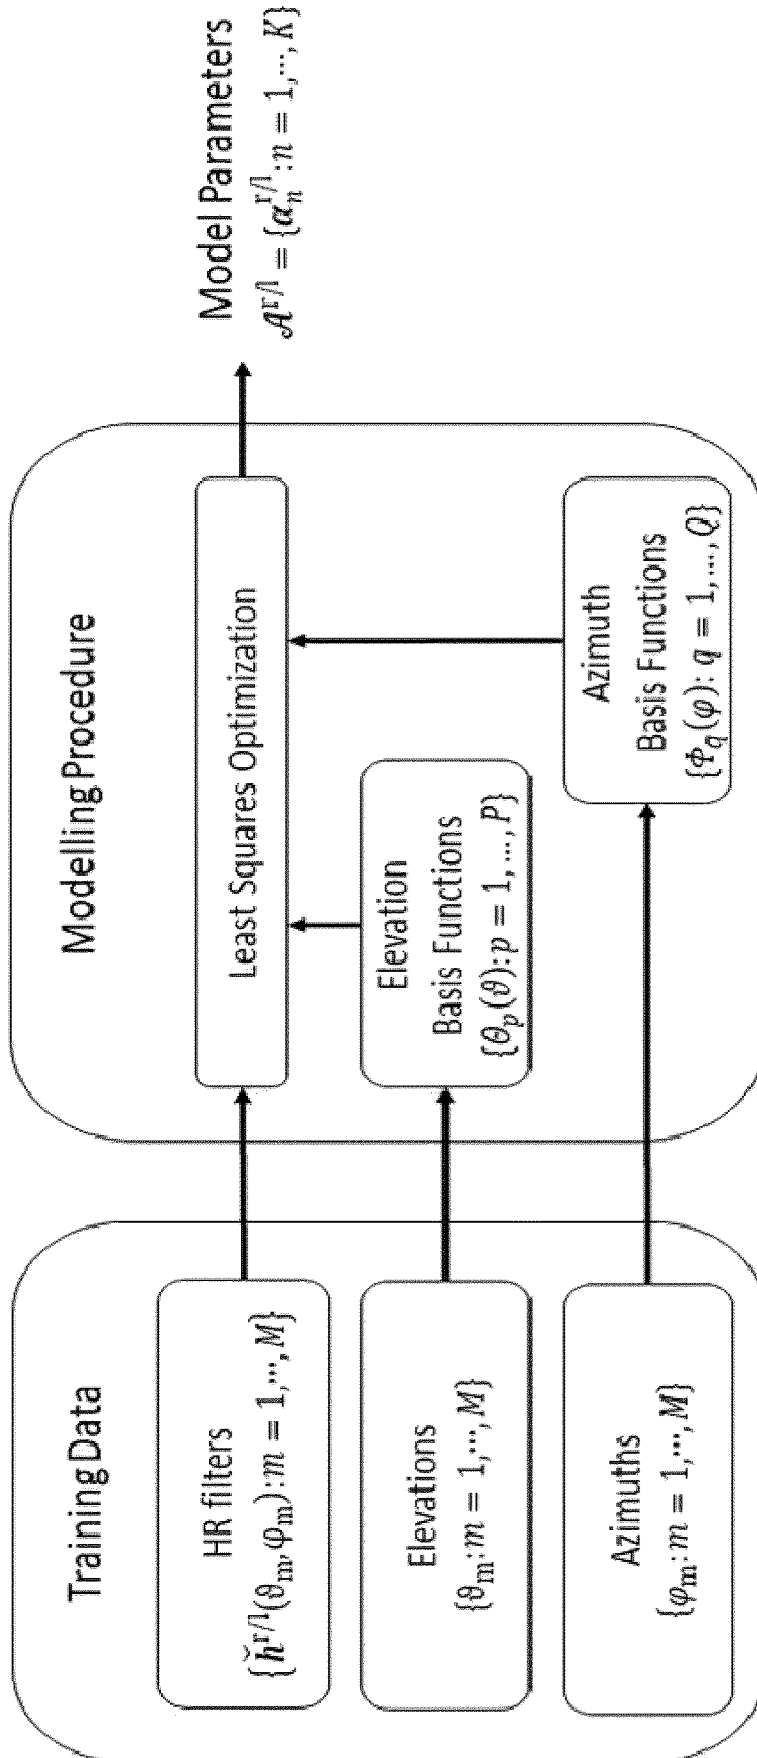 Training Data
HR filters
{ȟ^{r/l}(ϑ_m, φ_m): m = 1,⋯, M}
Elevations
{ϑ_m: m = 1,⋯, M}
Azimuths
{φ_m: m = 1,⋯, M}
Modelling Procedure
Least Squares Optimization
Elevation
Basis Functions
{Θ_p(ϑ): p = 1, ..., P}
Azimuth
Basis Functions
{Φ_q(φ): q = 1, ..., Q}
Model Parameters
𝒜^{r/l} = {α_n^{r/l}: n = 1,⋯, K}